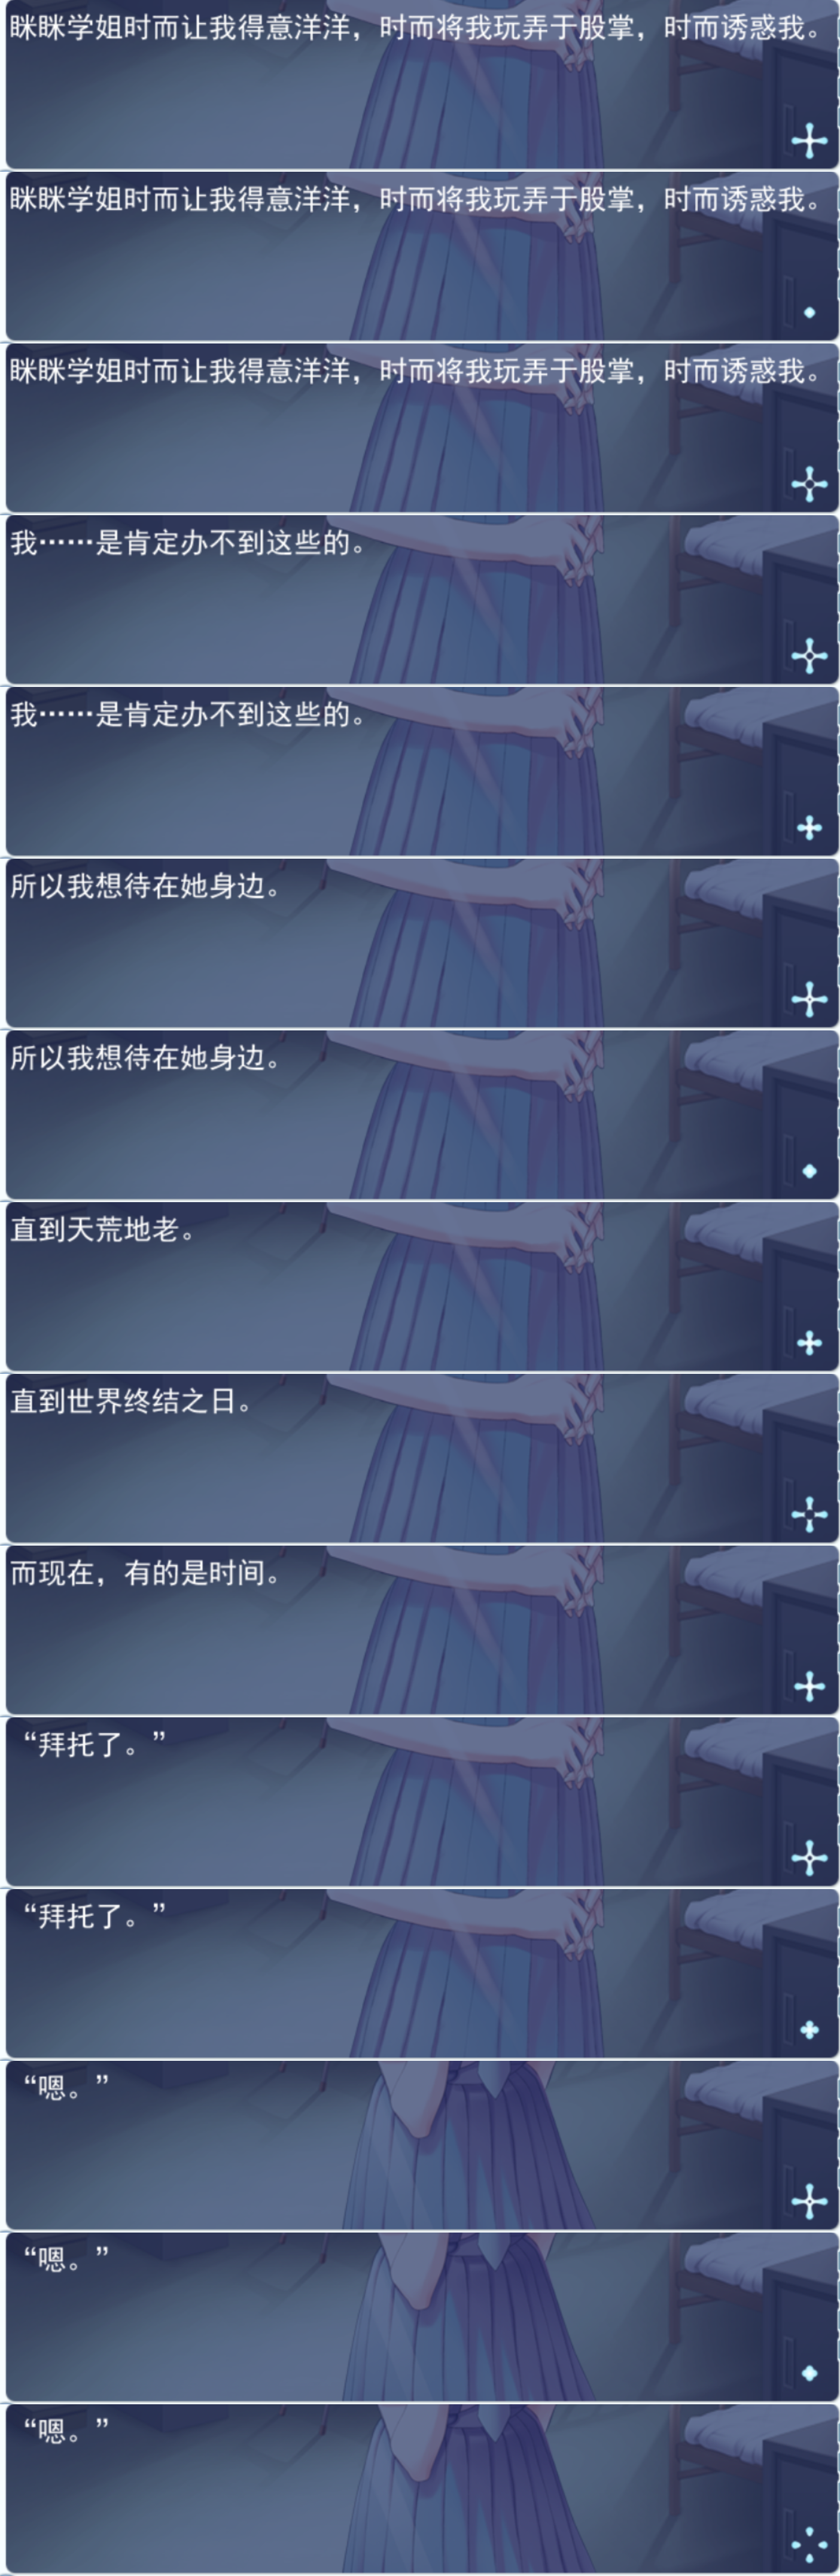 眯眯学姐时而让我得意洋洋，时而将我玩弄于股掌，时而诱惑我。
眯眯学姐时而让我得意洋洋，时而将我玩弄于股掌，时而诱惑我。
眯眯学姐时而让我得意洋洋，时而将我玩弄于股掌，时而诱惑我。
我……是肯定办不到这些的。
我……是肯定办不到这些的。
所以我想待在她身边。
所以我想待在她身边。
直到天荒地老。
直到世界终结之日。
而现在，有的是时间。
“拜托了。”
“拜托了。”
“嗯。”
“嗯。”
“嗯。”